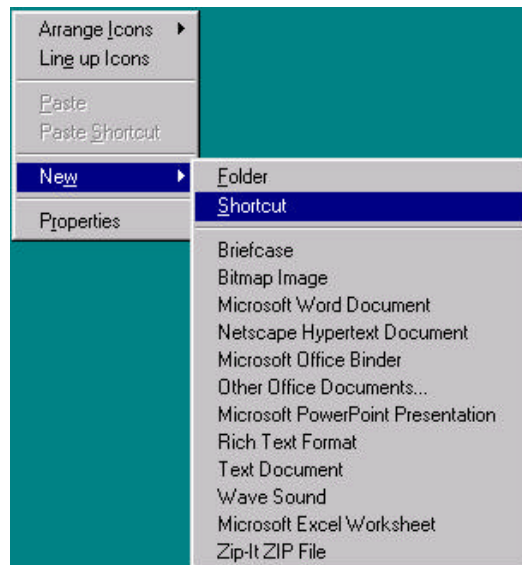 Arrange Icons
Line up Icons
Paste
Paste Shortcut
New
Properties
Folder
Shortcut
Briefcase
Bitmap Image
Microsoft Word Document
Netscape Hypertext Document
Microsoft Office Binder
Other Office Documents...
Microsoft PowerPoint Presentation
Rich Text Format
Text Document
Wave Sound
Microsoft Excel Worksheet
Zip-It ZIP File